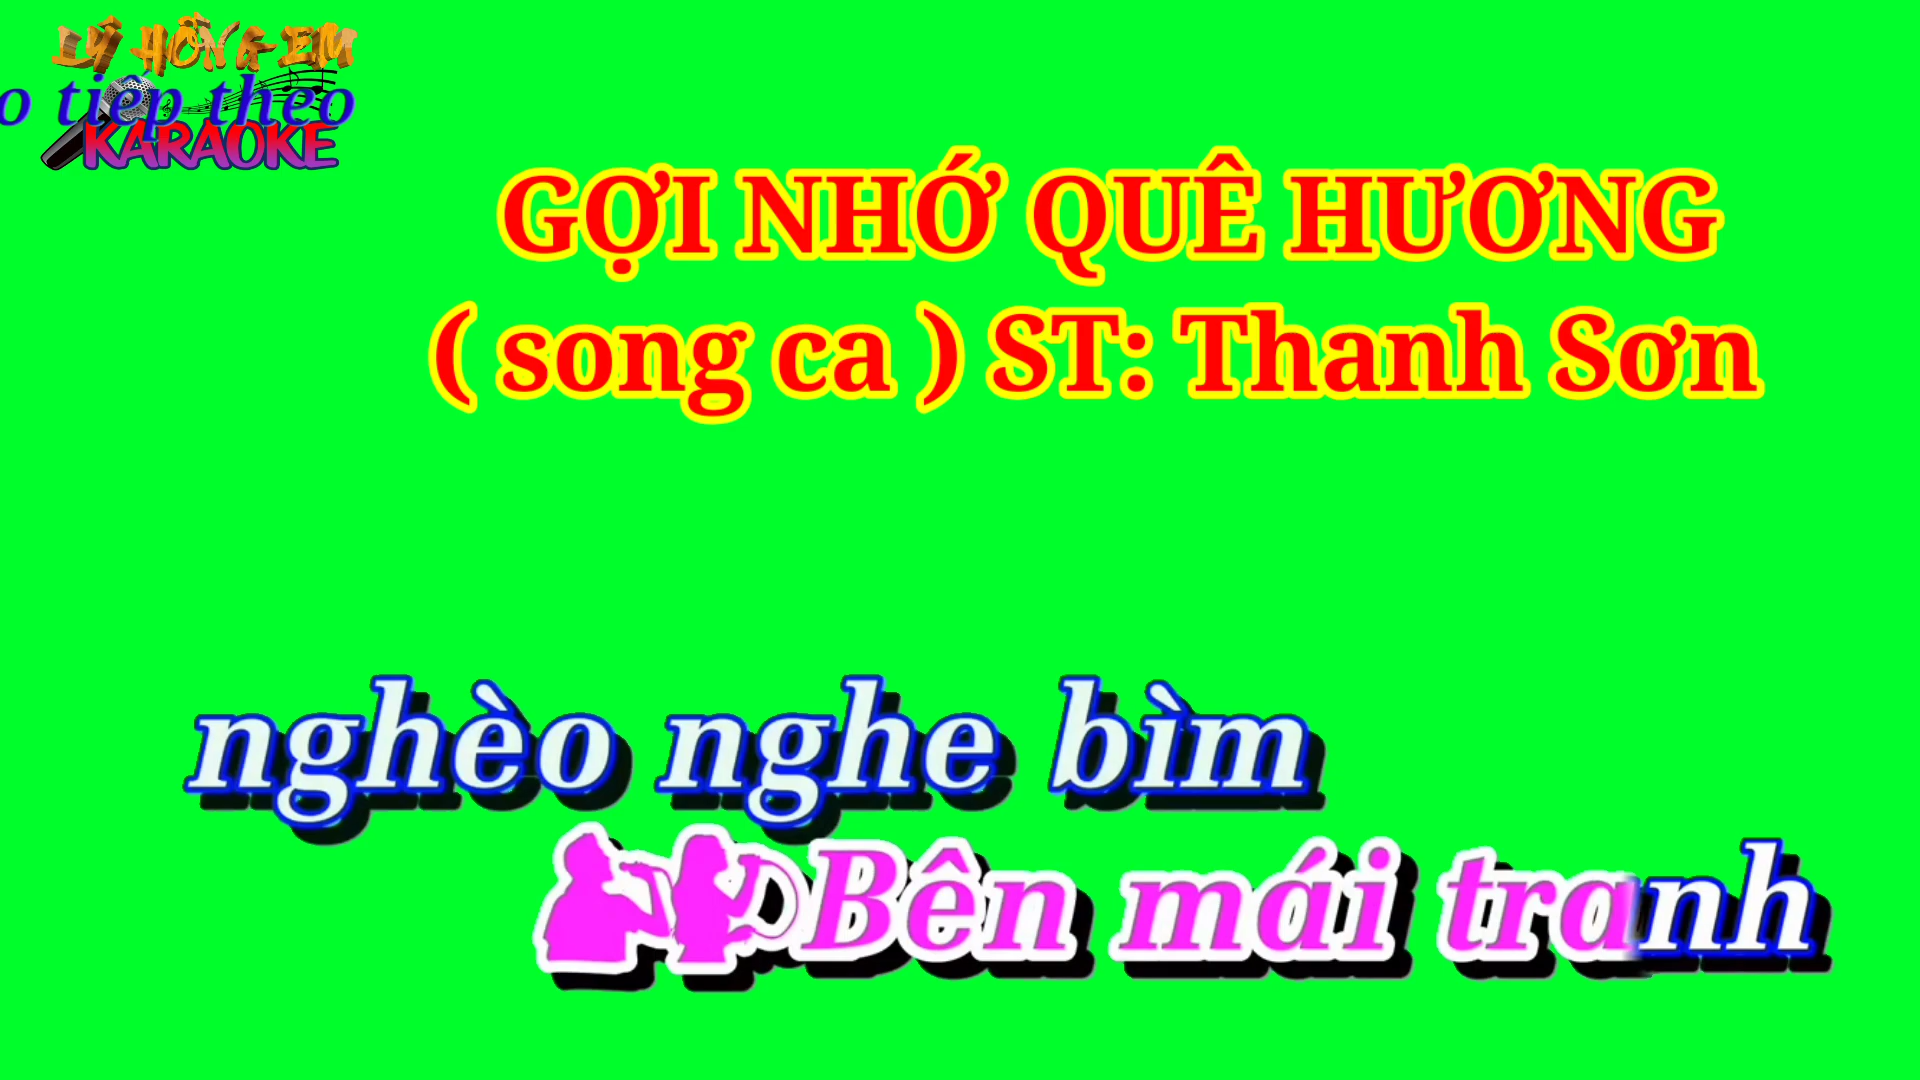 LÝ HỒNG EM
o tiếp theo
KARAOKE
GỢI NHỚ QUÊ HƯƠNG
( song ca ) ST: Thanh Sơn
nghèo nghe bìm
Bên mái tranh